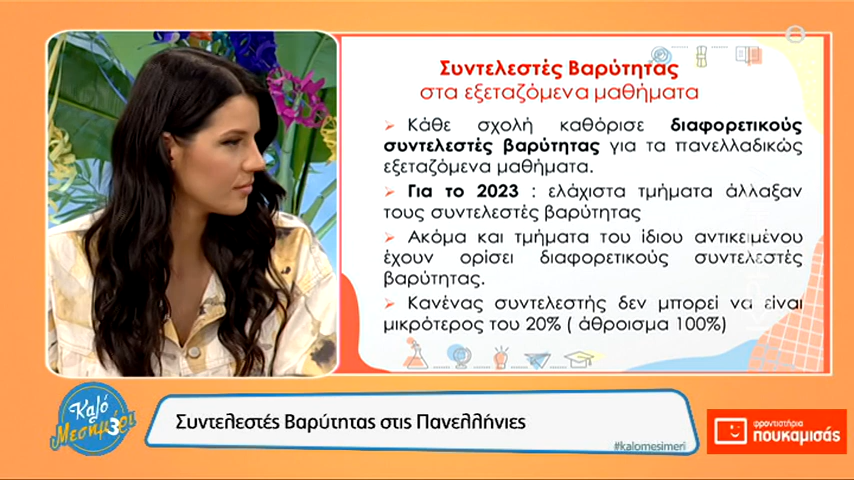 Συντελεστές Βαρύτητας
στα εξεταζόμενα μαθήματα
➢ Κάθε σχολή καθόρισε διαφορετικούς
συντελεστές βαρύτητας για τα πανελλαδικώς
εξεταζόμενα μαθήματα.
➢ Για το 2023 : ελάχιστα τμήματα άλλαξαν
τους συντελεστές βαρύτητας
➢ Ακόμα και τμήματα του ίδιου αντικειμένου
έχουν ορίσει διαφορετικούς συντελεστές
βαρύτητας.
➢ Κανένας συντελεστής δεν μπορεί να είναι
μικρότερος του 20% ( άθροισμα 100%)
Καλό
Μεσημέρι
3
Συντελεστές Βαρύτητας στις Πανελλήνιες
#kalomesimeri
φροντιστήρια
πουκαμισάς